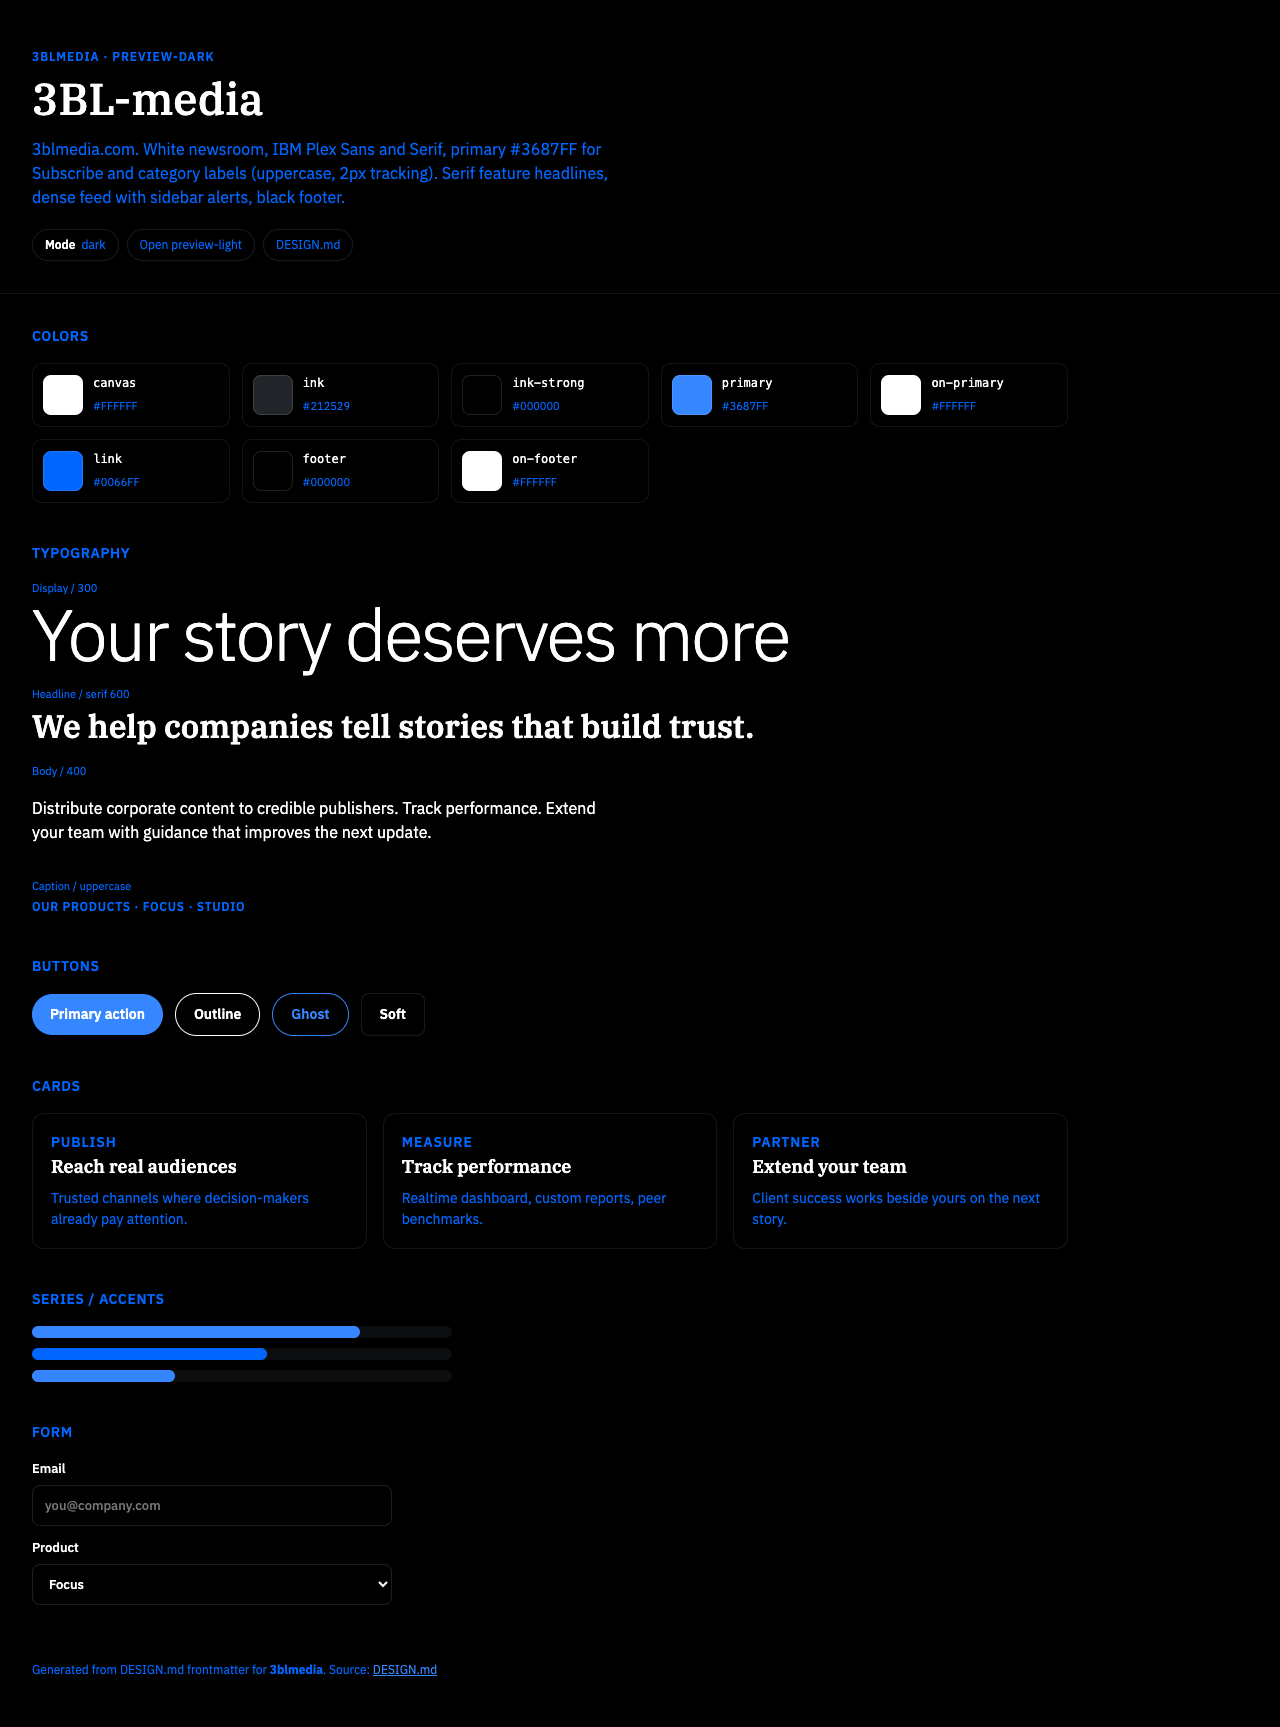 3BLMEDIA · PREVIEW-DARK
3BL-media
3blmedia.com. White newsroom, IBM Plex Sans and Serif, primary #3687FF for
Subscribe and category labels (uppercase, 2px tracking). Serif feature headlines,
dense feed with sidebar alerts, black footer.
Mode dark
Open preview-light
DESIGN.md
COLORS
canvas
#FFFFFF
ink
#212529
ink-strong
#000000
primary
#3687FF
on-primary
#FFFFFF
link
#0066FF
footer
#000000
on-footer
#FFFFFF
TYPOGRAPHY
Display / 300
Your story deserves more
Headline / serif 600
We help companies tell stories that build trust.
Body / 400
Distribute corporate content to credible publishers. Track performance. Extend
your team with guidance that improves the next update.
Caption / uppercase
OUR PRODUCTS · FOCUS · STUDIO
BUTTONS
Primary action
Outline
Ghost
Soft
CARDS
PUBLISH
Reach real audiences
Trusted channels where decision-makers
already pay attention.
MEASURE
Track performance
Realtime dashboard, custom reports, peer
benchmarks.
PARTNER
Extend your team
Client success works beside yours on the next
story.
SERIES / ACCENTS
FORM
Email
you@company.com
Product
Focus
Generated from DESIGN.md frontmatter for 3blmedia. Source: DESIGN.md